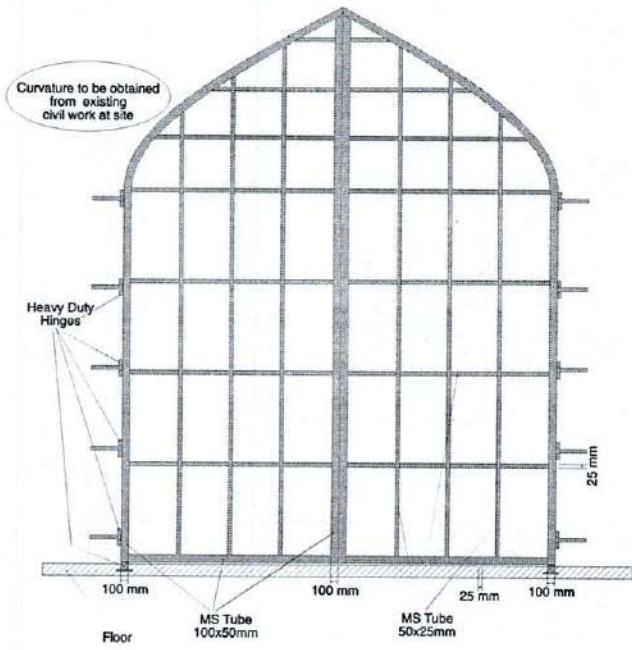 Curvature to be obtained
from existing
civil work at site
Heavy Duty
Hinges
25 mm
100 mm
100 mm
25 mm
100 mm
MS Tube
100x50mm
MS Tube
50x25mm
Floor